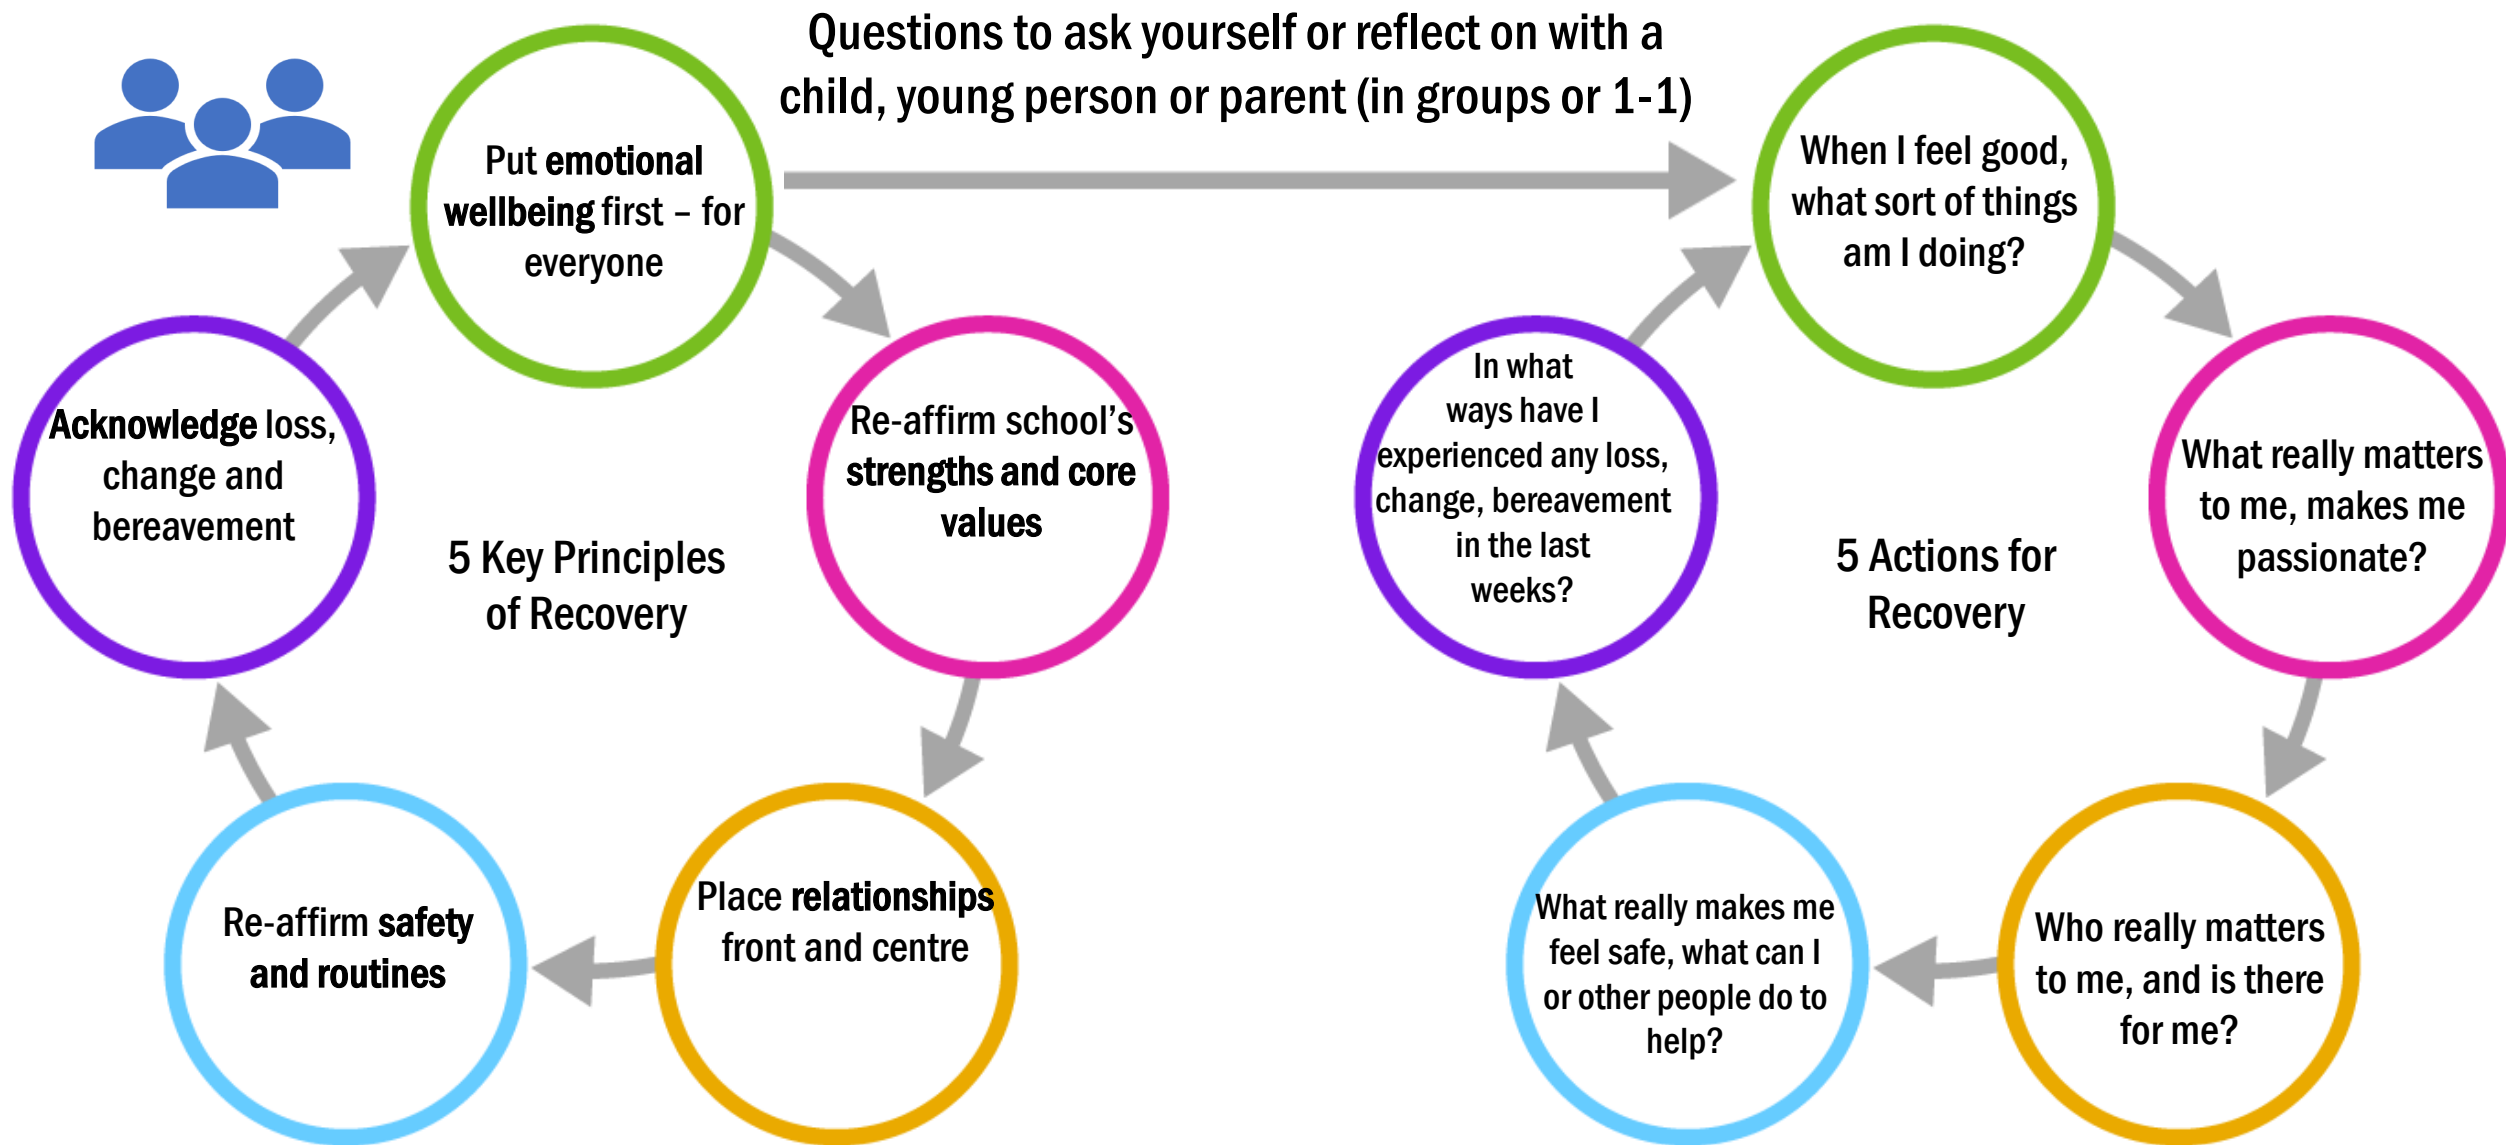 Questions to ask yourself or reflect on with a
child, young person or parent (in groups or 1-1)
Put emotional
wellbeing first – for
everyone
Re-affirm school’s
strengths and core
values
Place relationships
front and centre
Re-affirm safety
and routines
Acknowledge loss,
change and
bereavement
5 Key Principles
of Recovery
When I feel good,
what sort of things
am I doing?
What really matters
to me, makes me
passionate?
Who really matters
to me, and is there
for me?
What really makes me
feel safe, what can I
or other people do to
help?
In what
ways have I
experienced any loss,
change, bereavement
in the last
weeks?
5 Actions for
Recovery